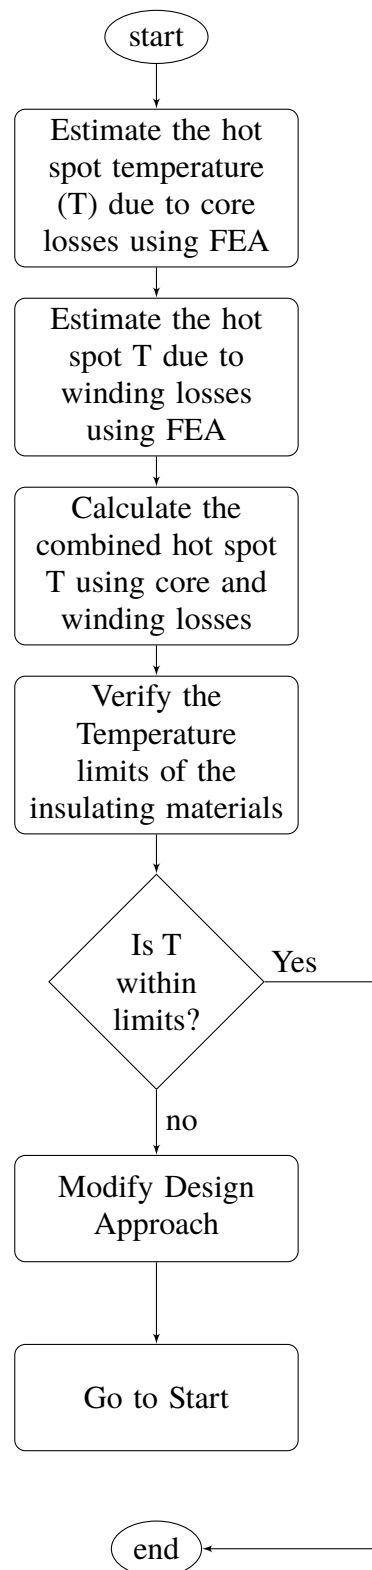 start
Estimate the hot
spot temperature
(T) due to core
losses using FEA
Estimate the hot
spot T due to
winding losses
using FEA
Calculate the
combined hot spot
T using core and
winding losses
Verify the
Temperature
limits of the
insulating materials
Is T
within
limits?
Yes
no
Modify Design
Approach
Go to Start
end